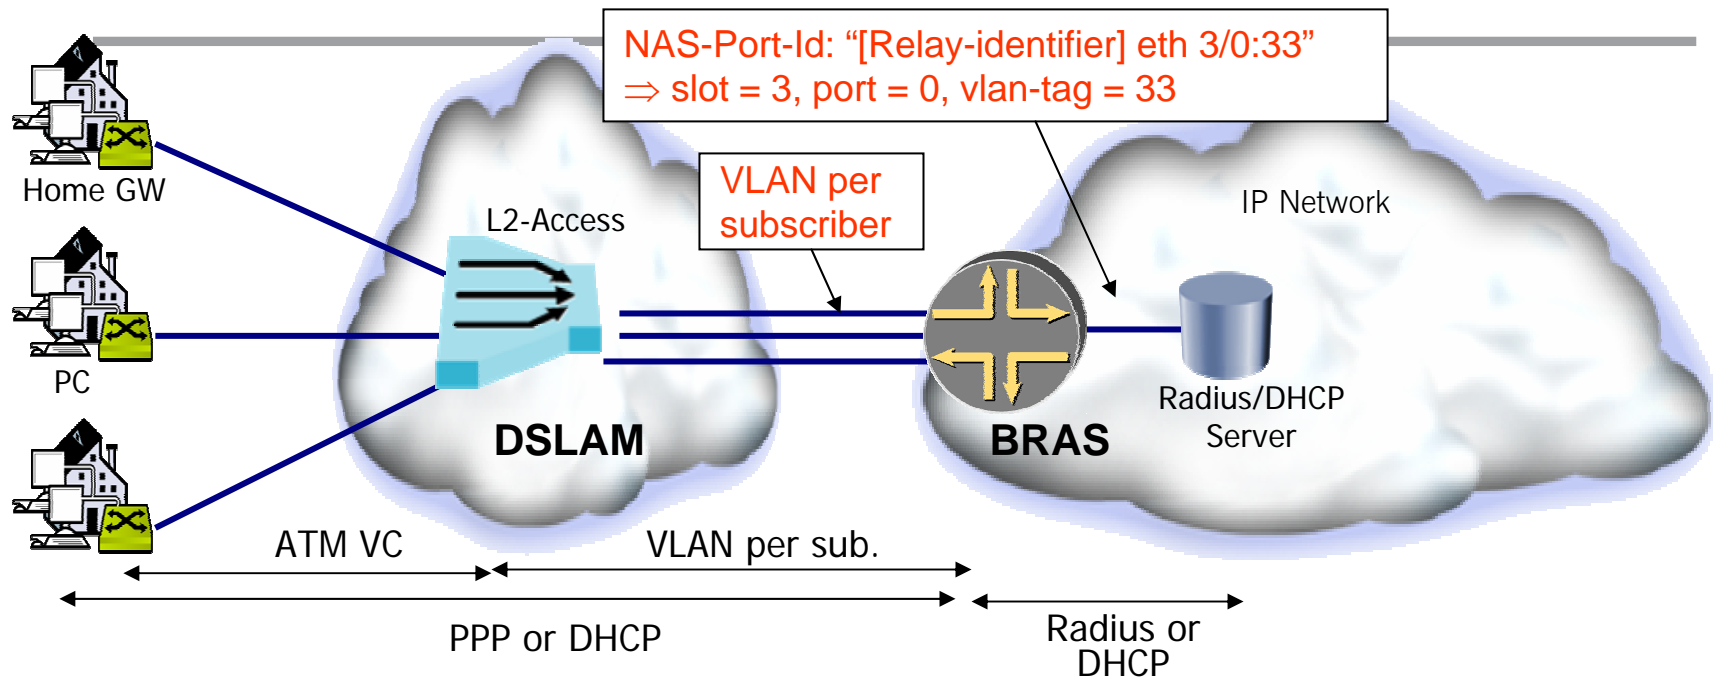 NAS-Port-Id: “[Relay-identifier] eth 3/0:33”
⇒ slot = 3, port = 0, vlan-tag = 33
VLAN per
subscriber
Home GW
L2-Access
IP Network
PC
Radius/DHCP
Server
DSLAM
BRAS
ATM VC
VLAN per sub.
PPP or DHCP
Radius or
DHCP